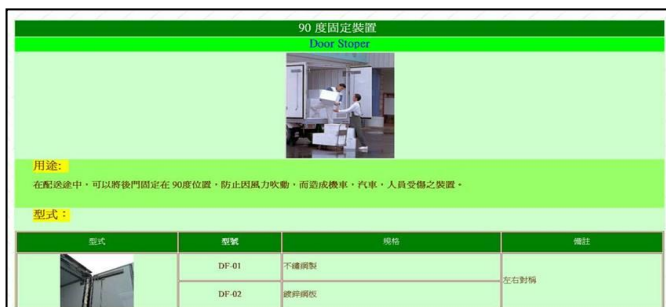 90 度固定裝置
Door Stoper
用途:
在配送途中，可以將後門固定在 90度位置，防止因風力吹動，而造成機車，汽車，人員受傷之裝置。
型式：
型式 型號 規格 備註
DF-01 不鏽鋼製 左右對稱
DF-02 鍍鋅鋼板